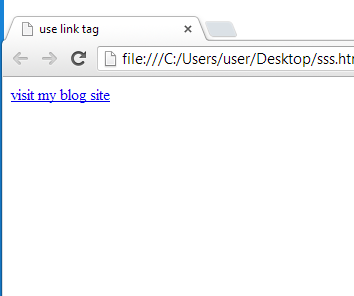 use link tag
file:///C:/Users/user/Desktop/sss.htm
visit my blog site